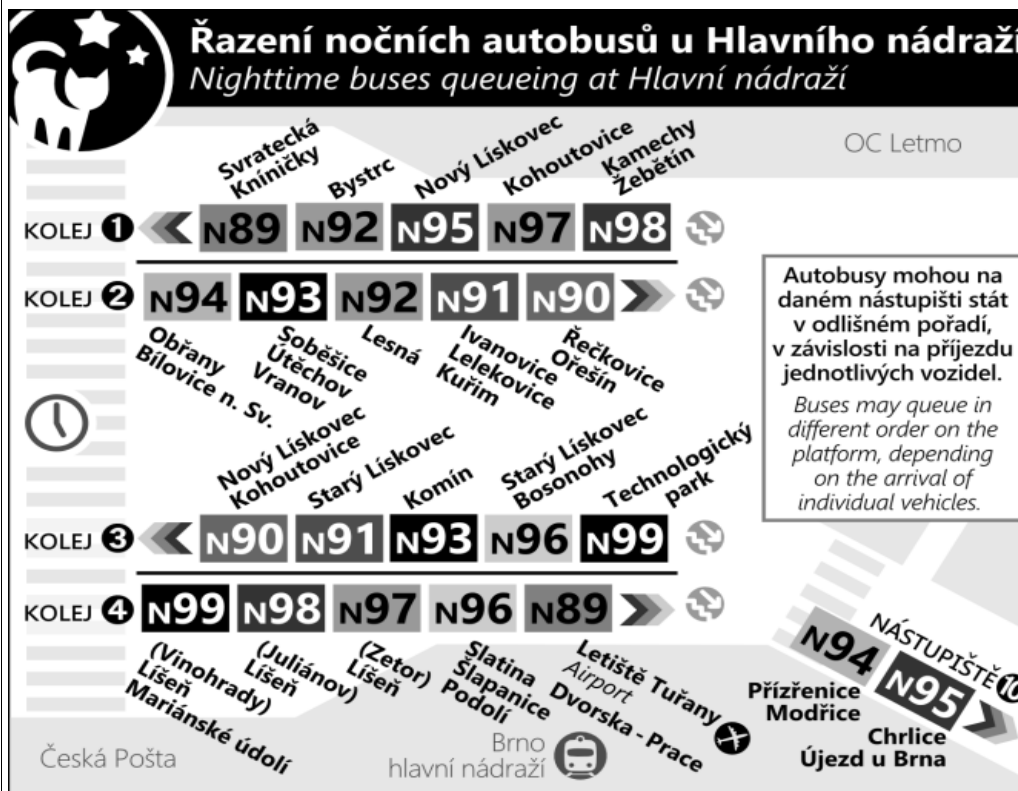 Řazení nočních autobusů u Hlavního nádraží
Nighttime buses queueing at Hlavní nádraží
OC Letmo
Svratecká
Kníničky
Bystrc
Nový Lískovec
Kohoutovice
Kamechy
Žebětín
KOLEJ 1 N89 N92 N95 N97 N98
KOLEJ 2 N94 N93 N92 N91 N90
Obřany
Bílovice n. Sv.
Soběšice
Útěchov
Vranov
Lesná
Ivanovice
Lelekovice
Kuřim
Řečkovice
Ořešín
Autobusy mohou na
daném nástupišti stát
v odlišném pořadí,
v závislosti na příjezdu
jednotlivých vozidel.
Buses may queue in
different order on the
platform, depending
on the arrival of
individual vehicles.
Nový Lískovec
Kohoutovice
Starý Lískovec
Komín
Starý Lískovec
Bosonohy
Technologický
park
KOLEJ 3 N90 N91 N93 N96 N99
KOLEJ 4 N99 N98 N97 N96 N89
(Vinohrady)
Líšeň
Mariánské údolí
(Juliánov)
Líšeň
(Zetor)
Líšeň
Slatina
Šlapanice
Podolí
Letiště Tuřany
Airport
Dvorska - Prace
NÁSTUPIŠTĚ 10
N94 N95
Přízřenice
Modřice
Chrlice
Újezd u Brna
Česká Pošta
Brno
hlavní nádraží